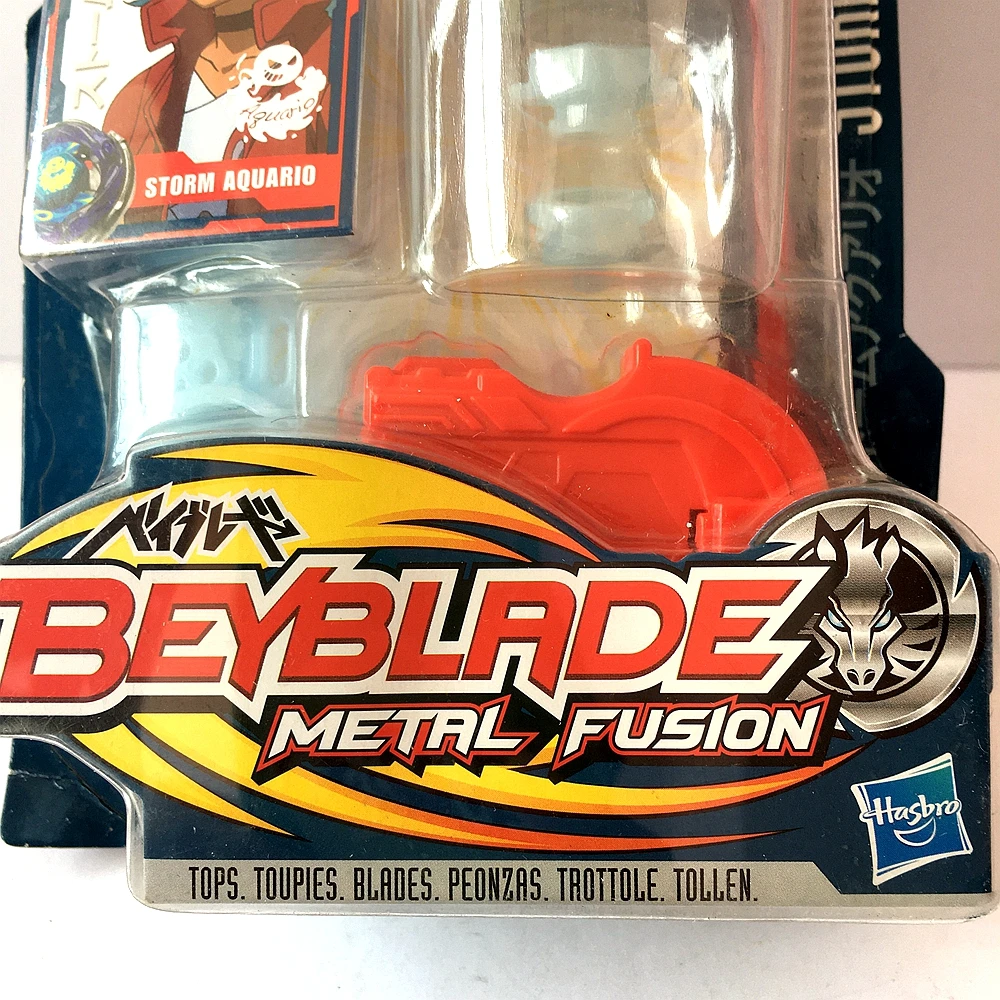 Aquario
STORM AQUARIO
ベイブレード
BEYBLADE
METAL FUSION
Hasbro
TOPS. TOUPIES. BLADES. PEONZAS. TROTTOLE. TOLLEN.